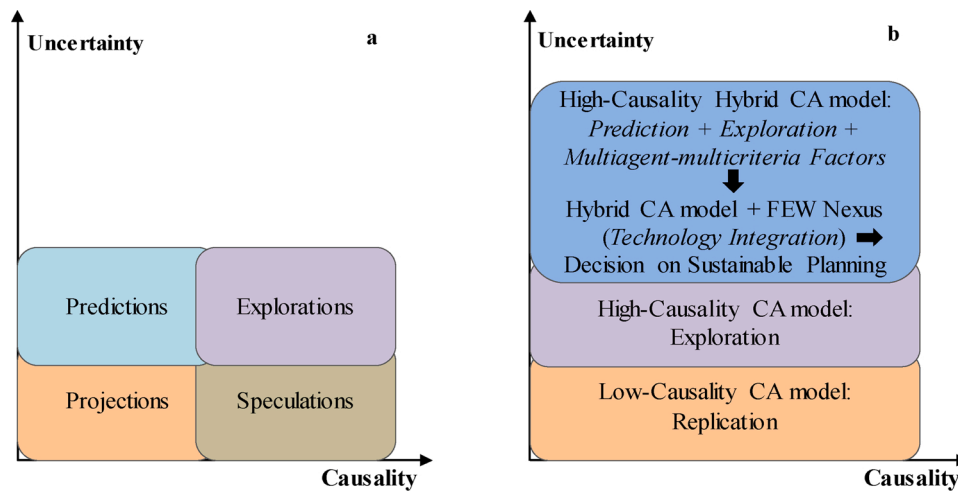 Uncertainty
a
Predictions
Explorations
Projections
Speculations
Causality
Uncertainty
b
High-Causality Hybrid CA model:
Prediction + Exploration +
Multiagent-multicriteria Factors
Hybrid CA model + FEW Nexus
(Technology Integration)
Decision on Sustainable Planning
High-Causality CA model:
Exploration
Low-Causality CA model:
Replication
Causality